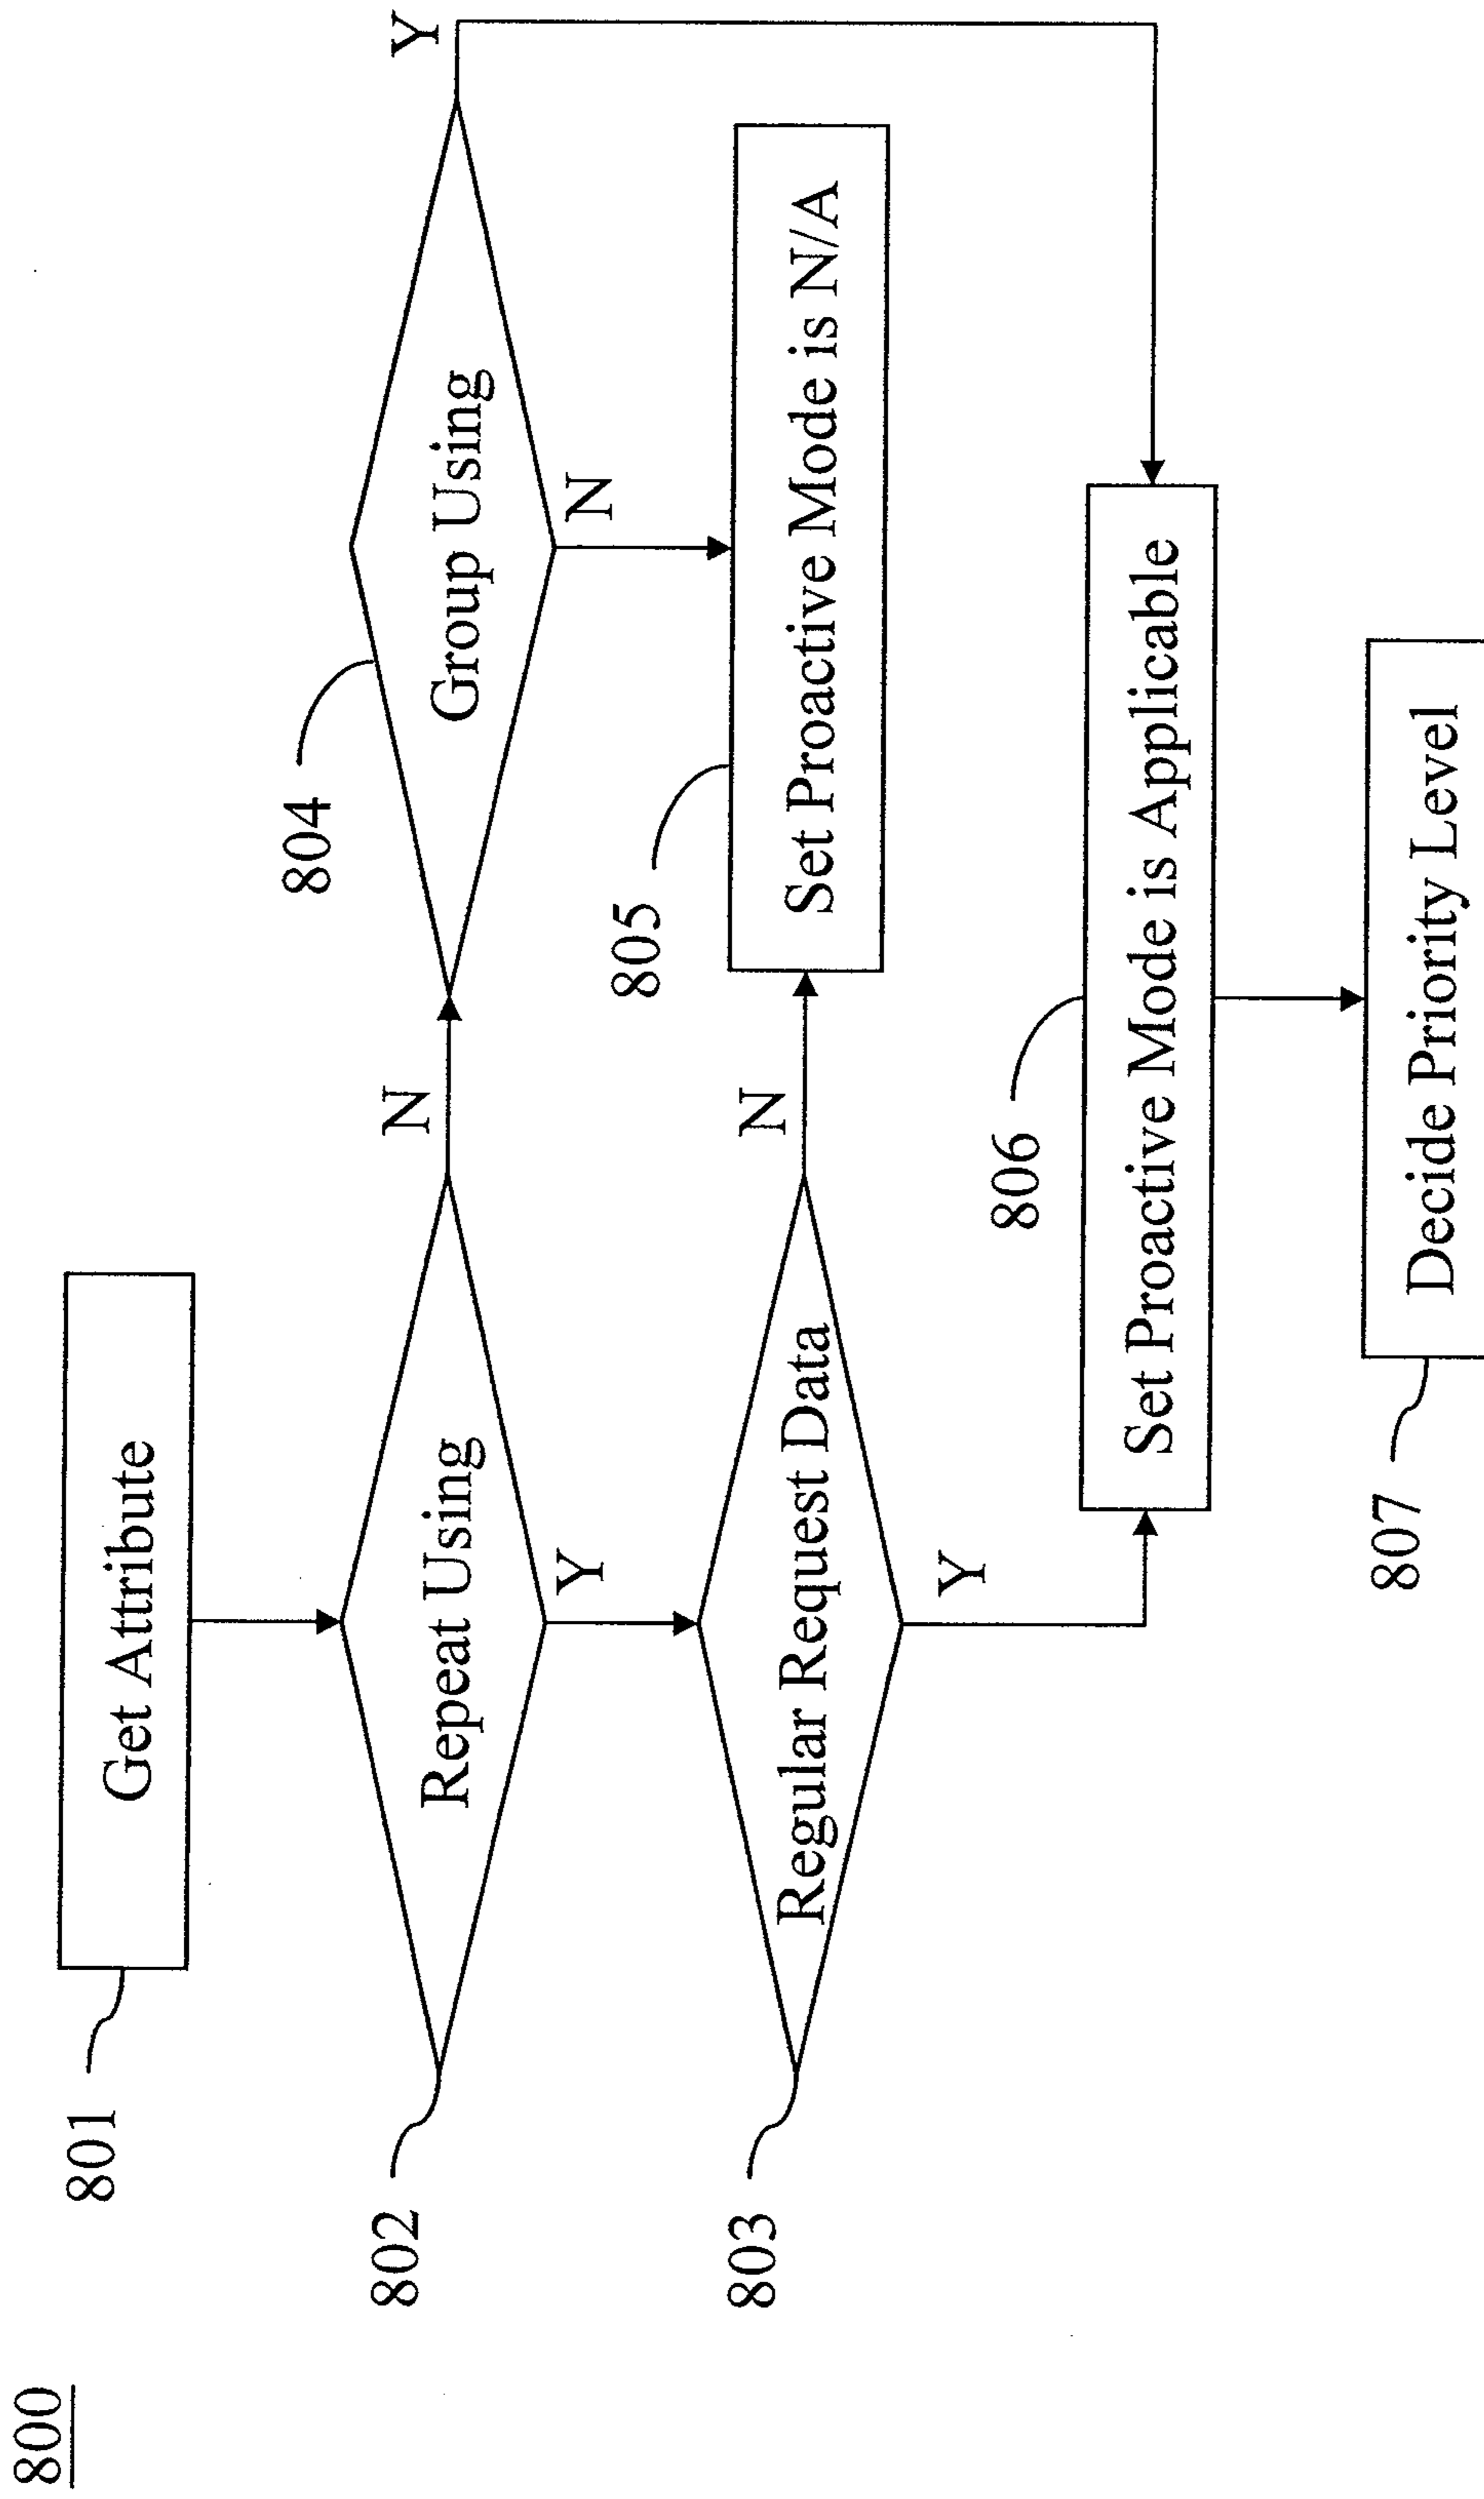 800
801
Get Attribute
802
Repeat Using
N
804
Group Using
Y
Y
N
803
Regular Request Data
N
805
Set Proactive Mode is N/A
Y
806
Set Proactive Mode is Applicable
807
Decide Priority Level